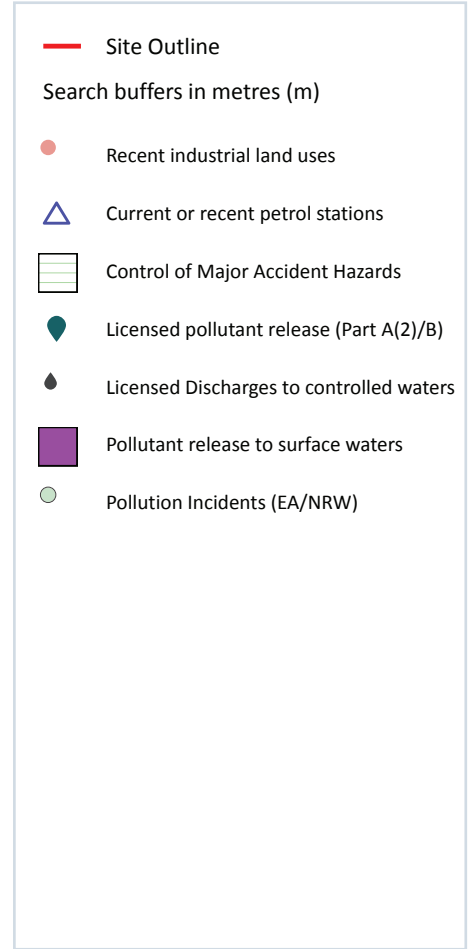 Site Outline
Search buffers in metres (m)
Recent industrial land uses
Current or recent petrol stations
Control of Major Accident Hazards
Licensed pollutant release (Part A(2)/B)
Licensed Discharges to controlled waters
Pollutant release to surface waters
Pollution Incidents (EA/NRW)